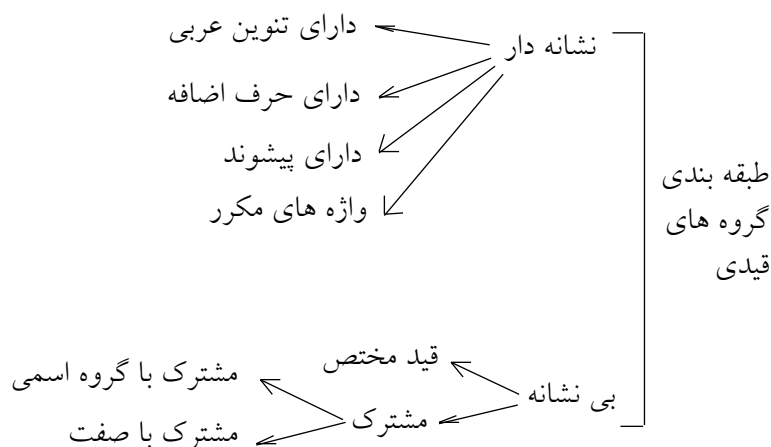 طبقه بندی
گروه های
قیدی
نشانه دار
دارای تنوین عربی
دارای حرف اضافه
دارای پیشوند
واژه های مکرر
بی نشانه
قید مختص
مشترک
مشترک با گروه اسمی
مشترک با صفت